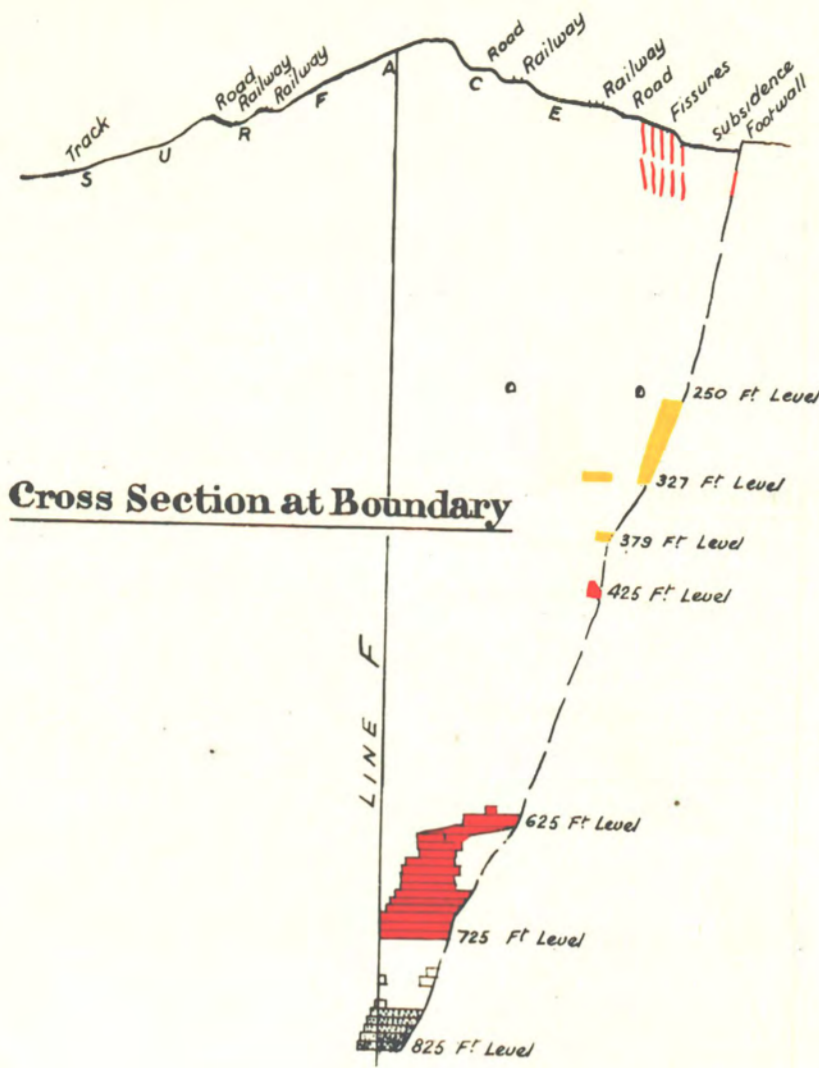 Track
Road
Railway
Railway
Road
Railway
Railway
Road
Fissures
Subsidence
Footwall
S
U
R
F
A
C
E
250 Ft Level
327 Ft Level
Cross Section at Boundary
379 Ft Level
425 Ft Level
LINE F
625 Ft Level
725 Ft Level
825 Ft Level